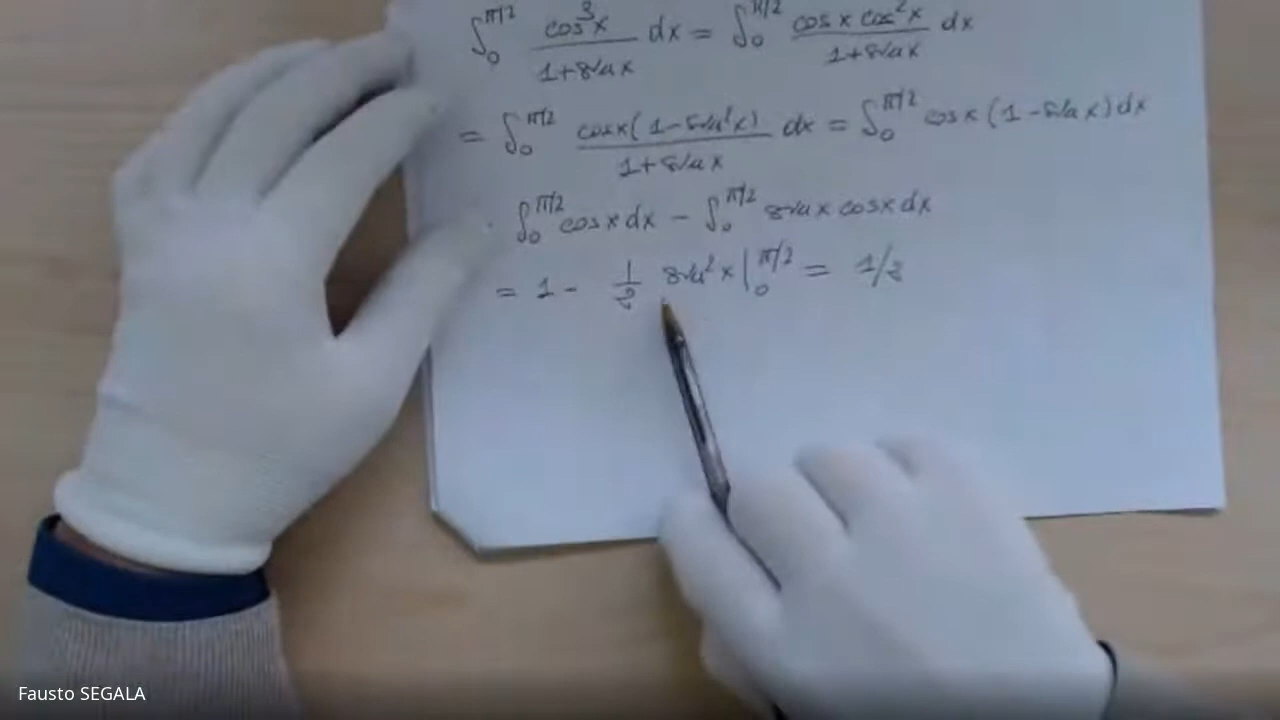 ∫₀^π/2 cos³x / 1+sin x dx = ∫₀^π/2 cos x cos²x / 1+sin x dx
= ∫₀^π/2 cos x (1-sin²x) / 1+sin x dx = ∫₀^π/2 cos x (1-sin x) dx
∫₀^π/2 cos x dx - ∫₀^π/2 sin x cos x dx
= 1 - 1/2 sin²x |₀^π/2 = 1/2
Fausto SEGALA